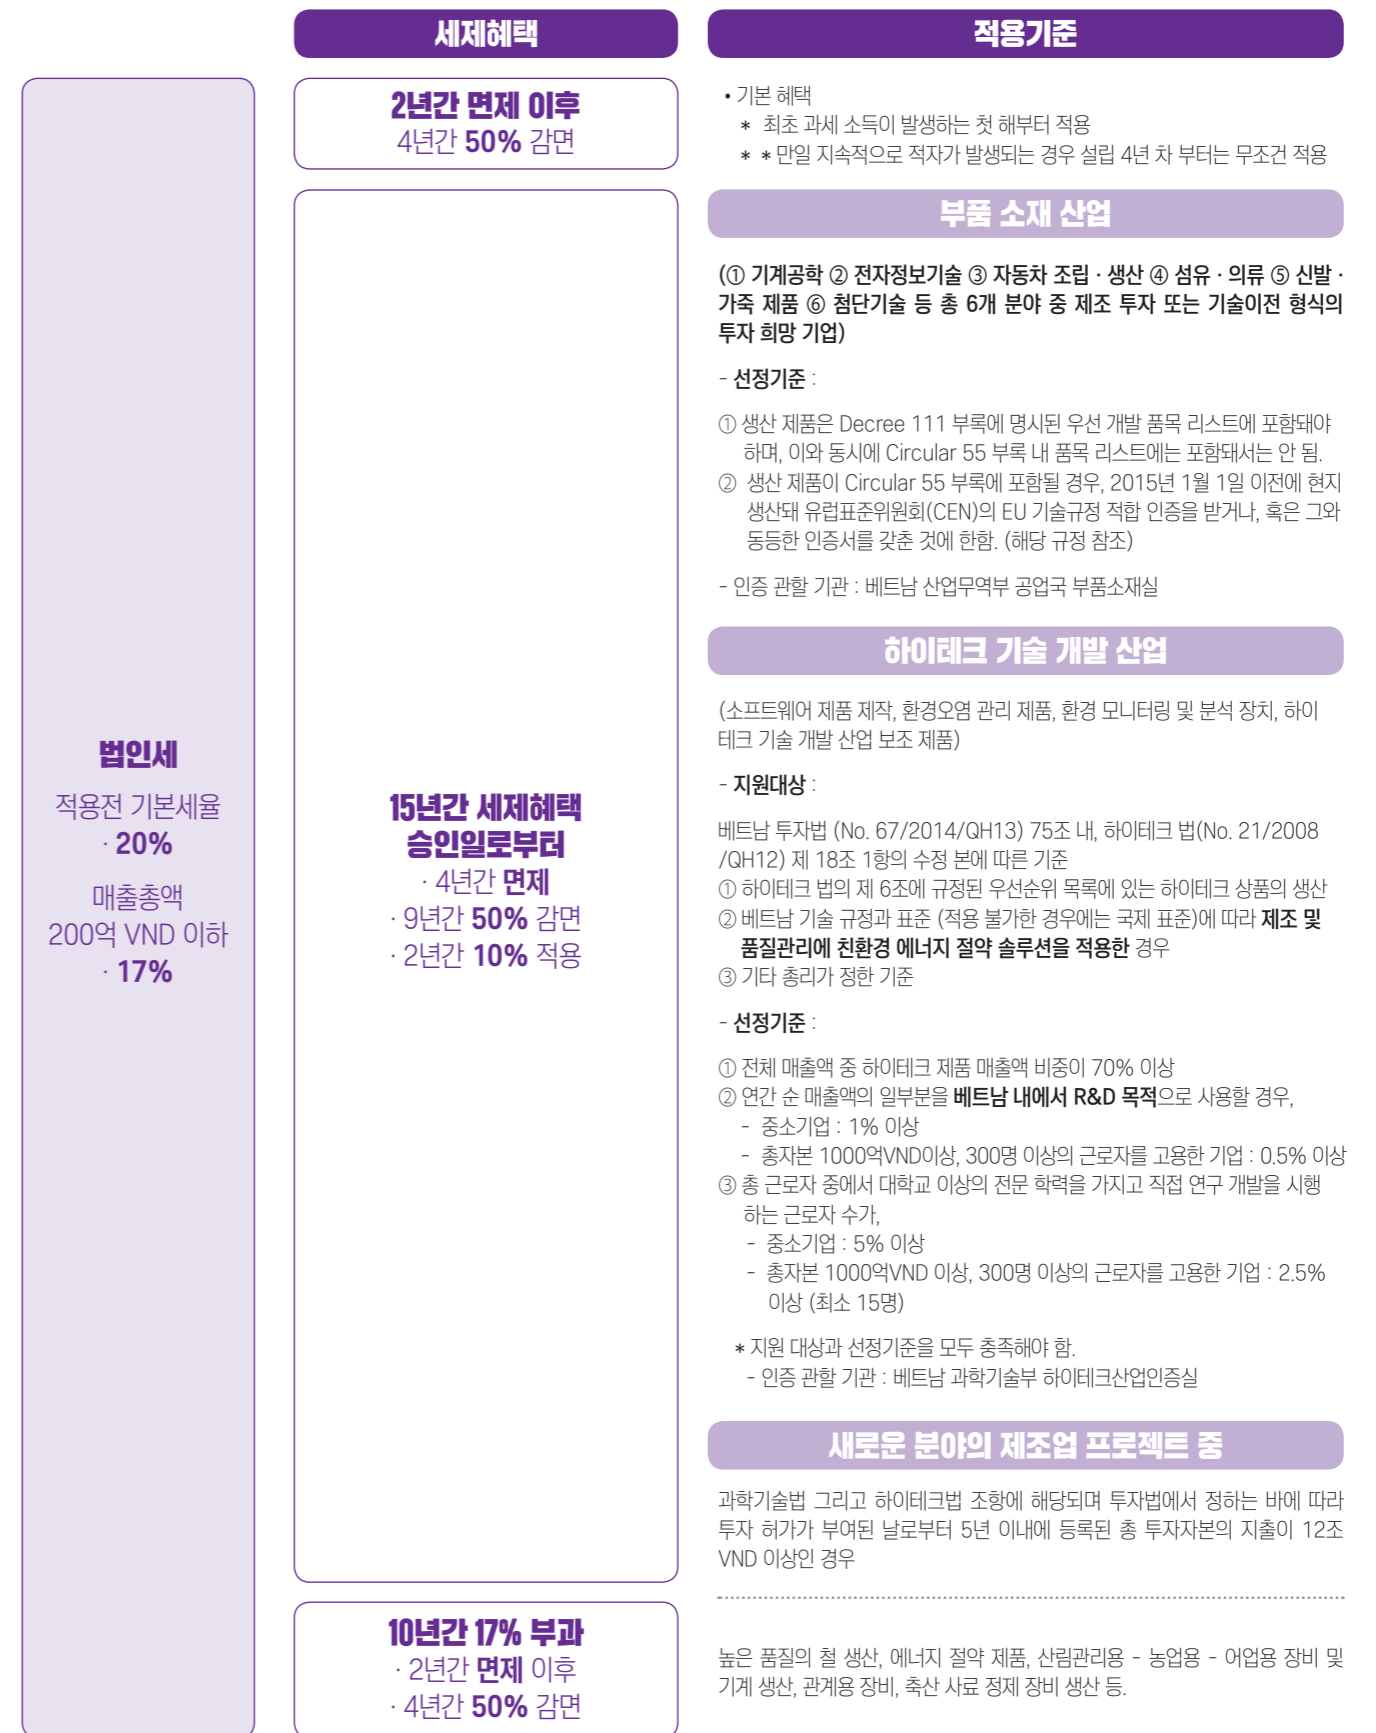 세제혜택
적용기준
법인세
적용전 기본세율
· 20%
매출총액
200억 VND 이하
· 17%
2년간 면제 이후
4년간 50% 감면
• 기본 혜택
* 최초 과세 소득이 발생하는 첫 해부터 적용
* * 만일 지속적으로 적자가 발생되는 경우 설립 4년 차 부터는 무조건 적용
15년간 세제혜택
승인일로부터
· 4년간 면제
· 9년간 50% 감면
· 2년간 10% 적용
부품 소재 산업
(① 기계공학 ② 전자정보기술 ③ 자동차 조립 · 생산 ④ 섬유 · 의류 ⑤ 신발 ·
가죽 제품 ⑥ 첨단기술 등 총 6개 분야 중 제조 투자 또는 기술이전 형식의
투자 희망 기업)
- 선정기준 :
① 생산 제품은 Decree 111 부록에 명시된 우선 개발 품목 리스트에 포함돼야
하며, 이와 동시에 Circular 55 부록 내 품목 리스트에는 포함돼서는 안 됨.
② 생산 제품이 Circular 55 부록에 포함될 경우, 2015년 1월 1일 이전에 현지
생산돼 유럽표준위원회(CEN)의 EU 기술규정 적합 인증을 받거나, 혹은 그와
동등한 인증서를 갖춘 것에 한함. (해당 규정 참조)
- 인증 관할 기관 : 베트남 산업무역부 공업국 부품소재실
하이테크 기술 개발 산업
(소프트웨어 제품 제작, 환경오염 관리 제품, 환경 모니터링 및 분석 장치, 하이
테크 기술 개발 산업 보조 제품)
- 지원대상 :
베트남 투자법 (No. 67/2014/QH13) 75조 내, 하이테크 법(No. 21/2008
/QH12) 제 18조 1항의 수정 본에 따른 기준
① 하이테크 법의 제 6조에 규정된 우선순위 목록에 있는 하이테크 상품의 생산
② 베트남 기술 규정과 표준 (적용 불가한 경우에는 국제 표준)에 따라 제조 및
품질관리에 친환경 에너지 절약 솔루션을 적용한 경우
③ 기타 총리가 정한 기준
- 선정기준 :
① 전체 매출액 중 하이테크 제품 매출액 비중이 70% 이상
② 연간 순 매출액의 일부분을 베트남 내에서 R&D 목적으로 사용할 경우,
- 중소기업 : 1% 이상
- 총자본 1000억VND이상, 300명 이상의 근로자를 고용한 기업 : 0.5% 이상
③ 총 근로자 중에서 대학교 이상의 전문 학력을 가지고 직접 연구 개발을 시행
하는 근로자 수가,
- 중소기업 : 5% 이상
- 총자본 1000억VND 이상, 300명 이상의 근로자를 고용한 기업 : 2.5%
이상 (최소 15명)
* 지원 대상과 선정기준을 모두 충족해야 함.
- 인증 관할 기관 : 베트남 과학기술부 하이테크산업인증실
새로운 분야의 제조업 프로젝트 중
과학기술법 그리고 하이테크법 조항에 해당되며 투자법에서 정하는 바에 따라
투자 허가가 부여된 날로부터 5년 이내에 등록된 총 투자자본의 지출이 12조
VND 이상인 경우
10년간 17% 부과
· 2년간 면제 이후
· 4년간 50% 감면
높은 품질의 철 생산, 에너지 절약 제품, 산림관리용 - 농업용 - 어업용 장비 및
기계 생산, 관계용 장비, 축산 사료 정제 장비 생산 등.